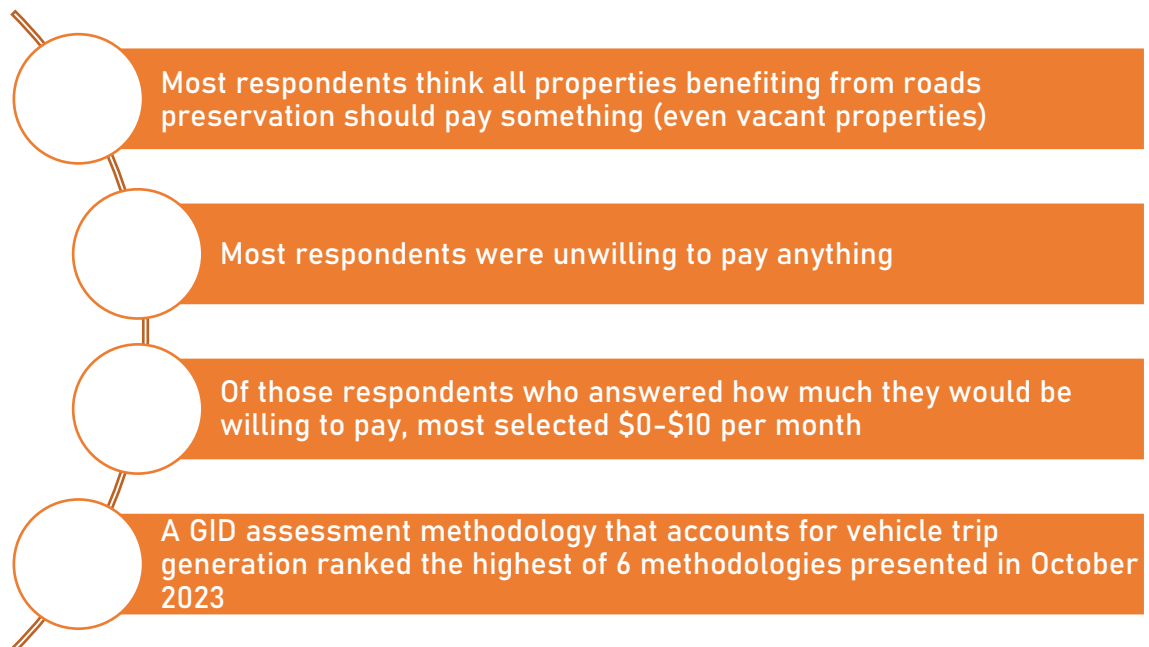 Most respondents think all properties benefiting from roads
preservation should pay something (even vacant properties)
Most respondents were unwilling to pay anything
Of those respondents who answered how much they would be
willing to pay, most selected $0-$10 per month
A GID assessment methodology that accounts for vehicle trip
generation ranked the highest of 6 methodologies presented in October
2023